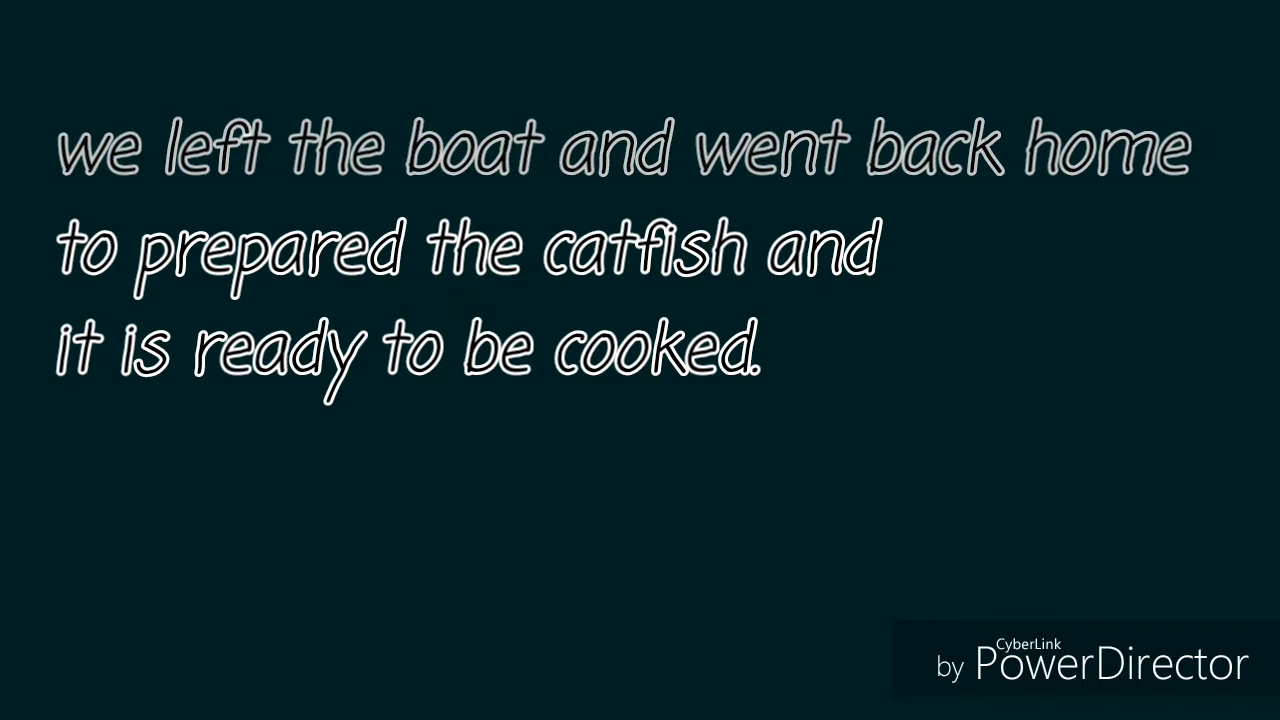 we left the boat and went back home
to prepared the catfish and
it is ready to be cooked.
CyberLink
by PowerDirector